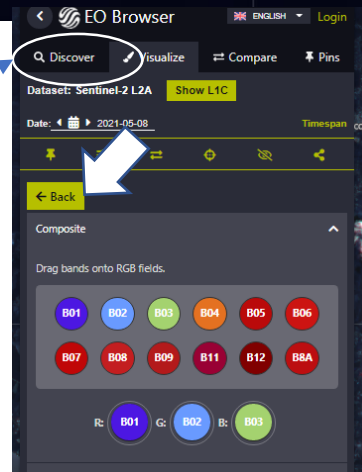 EO Browser ENGLISH Login
Discover Visualize Compare Pins
Dataset: Sentinel-2 L2A Show L1C
Date: 2021-05-08 Timespan
← Back
Composite
Drag bands onto RGB fields.
B01 B02 B03 B04 B05 B06
B07 B08 B09 B11 B12 B8A
R: B01 G: B02 B: B03